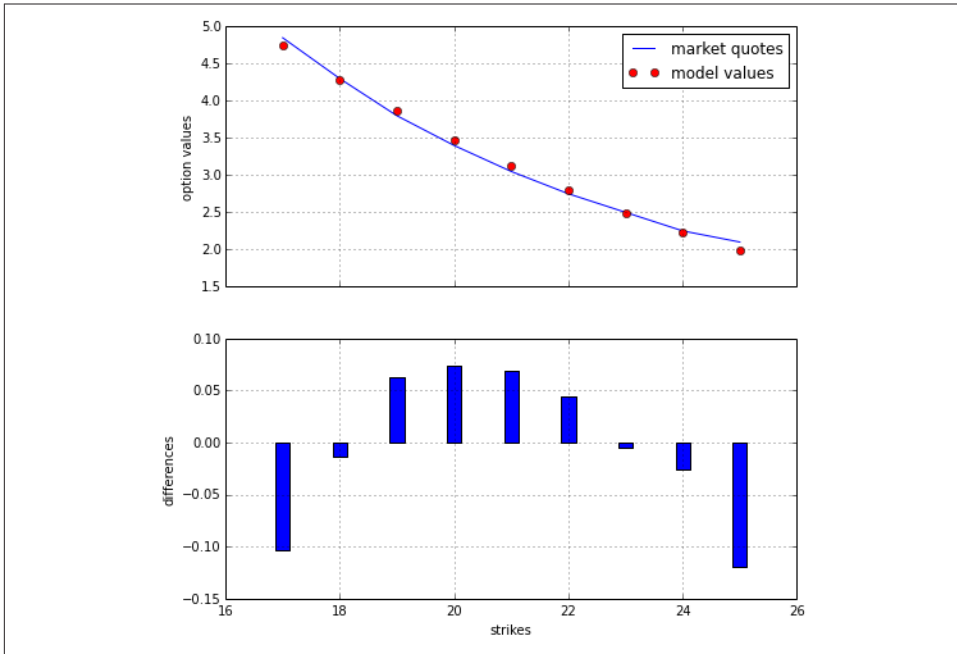 5.0
4.5
4.0
3.5
3.0
2.5
2.0
1.5
option values
market quotes
model values
0.10
0.05
0.00
−0.05
−0.10
−0.15
differences
16 18 20 22 24 26
strikes